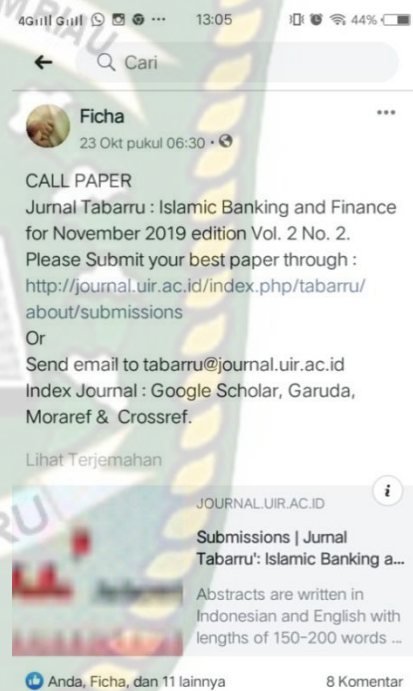 4G 4G 13:05 44%
Cari
Ficha
23 Okt pukul 06:30 •
CALL PAPER
Jurnal Tabarru : Islamic Banking and Finance
for November 2019 edition Vol. 2 No. 2.
Please Submit your best paper through :
http://journal.uir.ac.id/index.php/tabarru/
about/submissions
Or
Send email to tabarru@journal.uir.ac.id
Index Journal : Google Scholar, Garuda,
Moraref & Crossref.
Lihat Terjemahan
JOURNAL.UIR.AC.ID
Submissions | Jurnal
Tabarru': Islamic Banking a...
Abstracts are written in
Indonesian and English with
lengths of 150-200 words ...
Anda, Ficha, dan 11 lainnya 8 Komentar